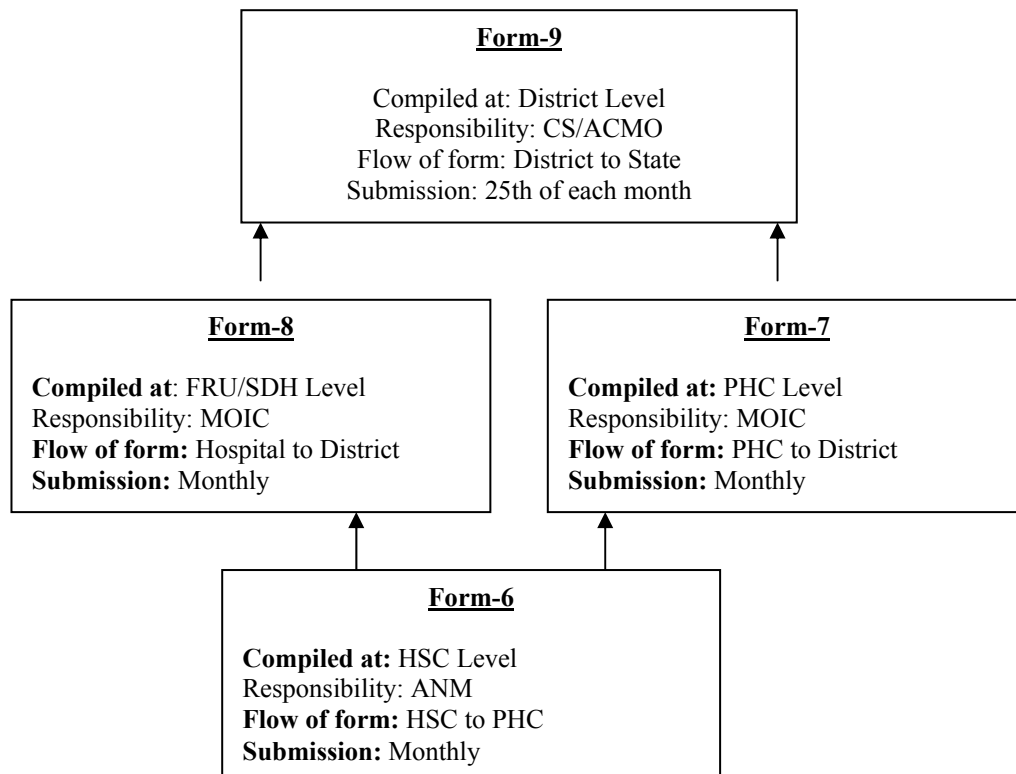 Form-9
Compiled at: District Level
Responsibility: CS/ACMO
Flow of form: District to State
Submission: 25th of each month
Form-8
Compiled at: FRU/SDH Level
Responsibility: MOIC
Flow of form: Hospital to District
Submission: Monthly
Form-7
Compiled at: PHC Level
Responsibility: MOIC
Flow of form: PHC to District
Submission: Monthly
Form-6
Compiled at: HSC Level
Responsibility: ANM
Flow of form: HSC to PHC
Submission: Monthly